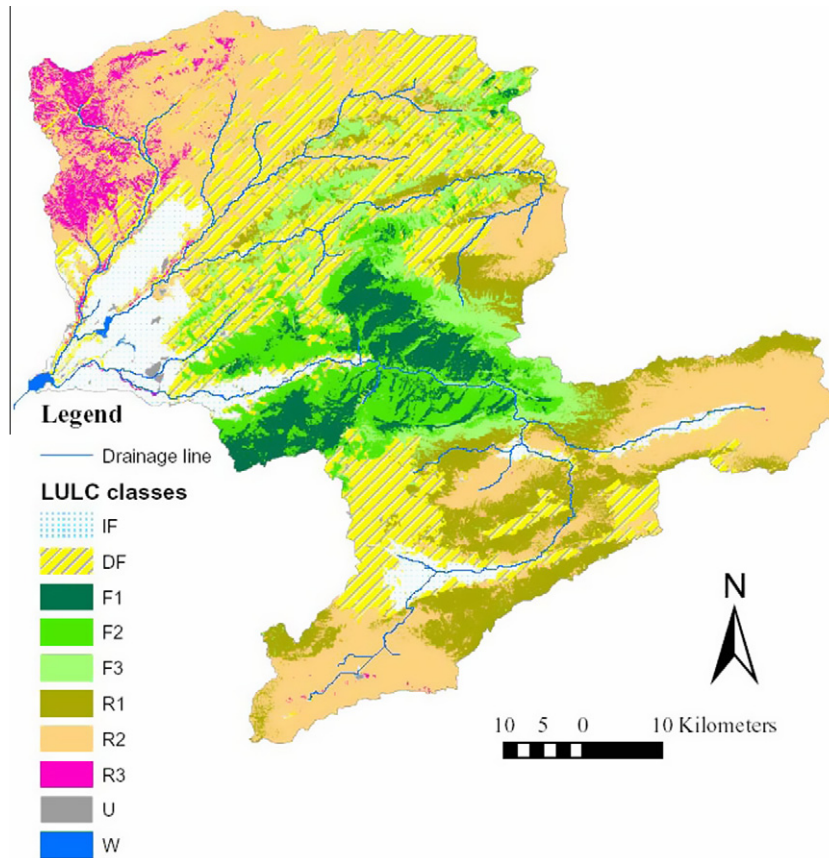 Legend
Drainage line
LULC classes
IF
DF
F1
F2
F3
R1
R2
R3
U
W
N
10 5 0 10 Kilometers